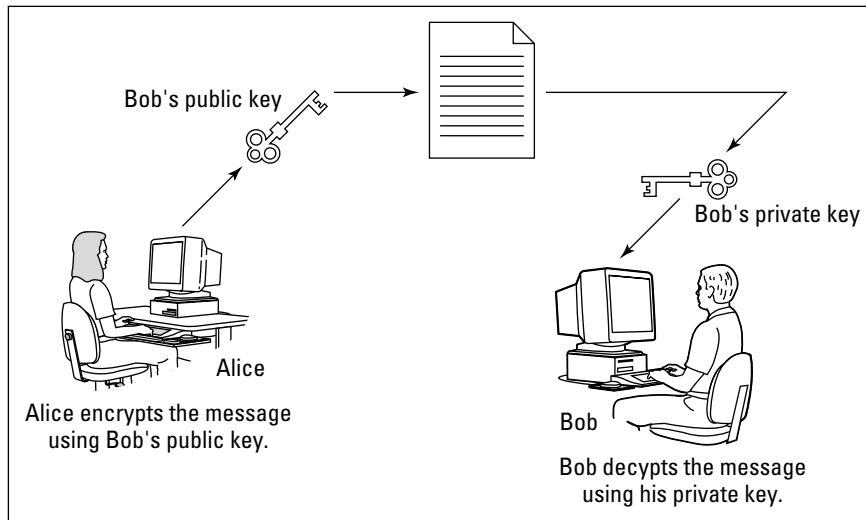 Bob's public key
Bob's private key
Alice
Alice encrypts the message
using Bob's public key.
Bob
Bob decypts the message
using his private key.